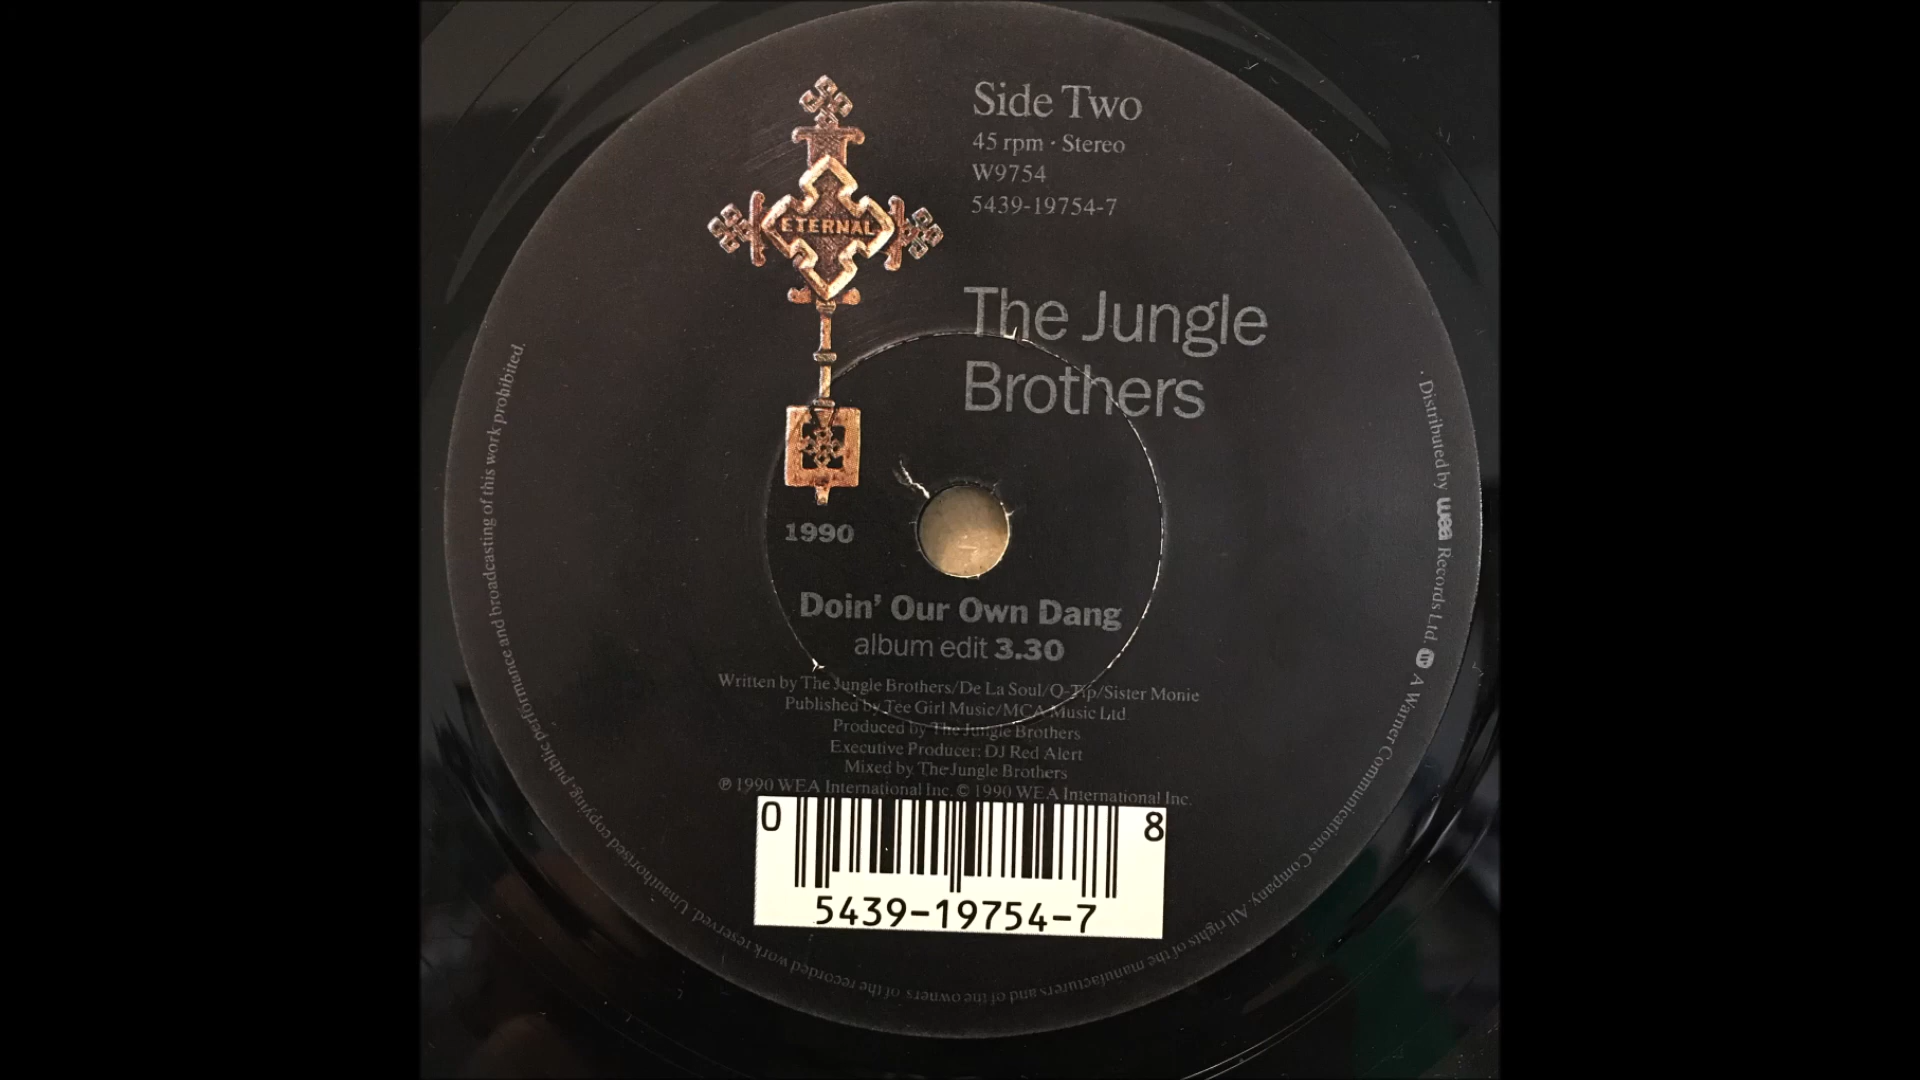 Side Two
45 rpm · Stereo
W9754
5439-19754-7
ETERNAL
The Jungle
Brothers
1990
Doin' Our Own Dang
album edit 3.30
Written by The Jungle Brothers/De La Soul/Q-Tip/Sister Monie
Published by Tee Girl Music/MCA Music Ltd.
Produced by The Jungle Brothers
Executive Producer: DJ Red Alert
Mixed by The Jungle Brothers
℗ 1990 WEA International Inc. © 1990 WEA International Inc.
0 8
5439-19754-7
· Distributed by wea Records Ltd. W A Warner Communications Company. All rights of the manufacturers and of the owners of the recorded work reserved. Unauthorised copying, public performance and broadcasting of this work prohibited.